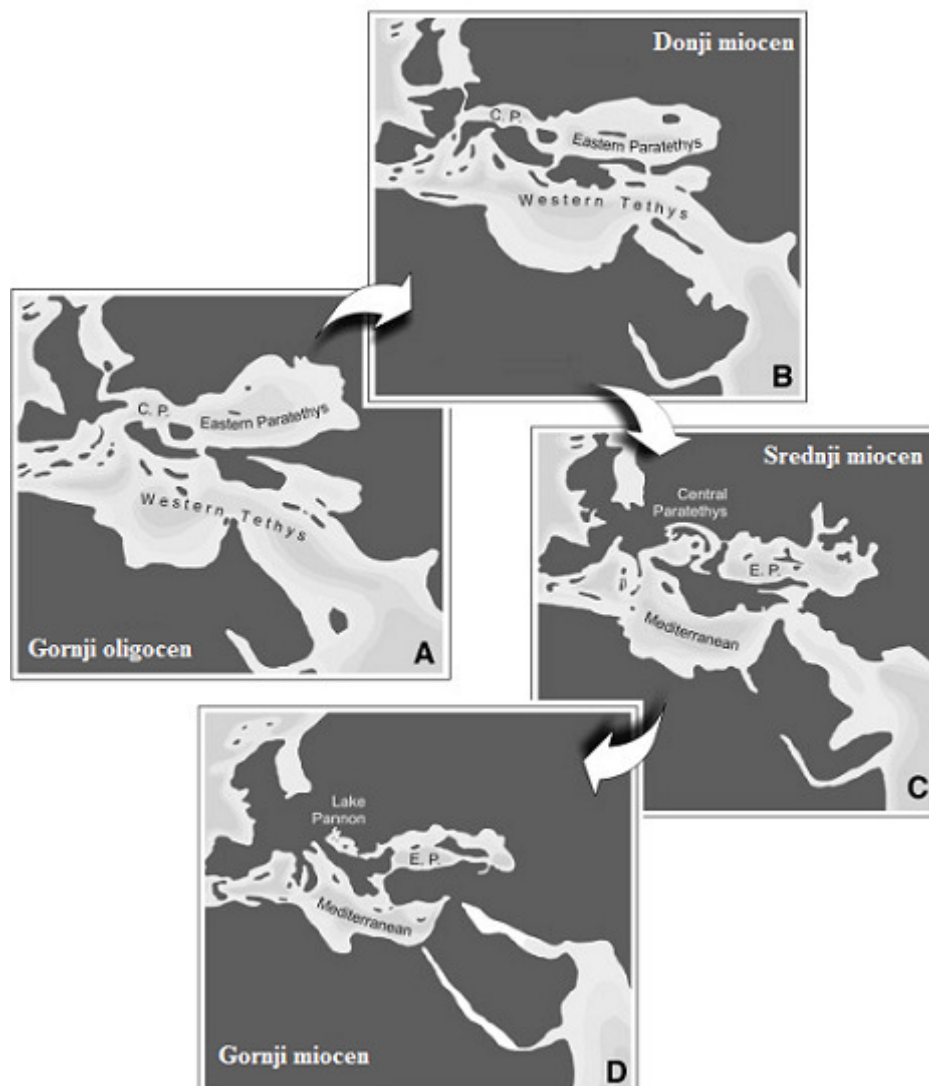 Donji miocen
C. P.
Eastern Paratethys
Western Tethys
B
C. P.
Eastern Paratethys
Western Tethys
Gornji oligocen
A
Srednji miocen
Central
Paratethys
E. P.
Mediterranean
C
Lake
Pannon
E. P.
Mediterranean
Gornji miocen
D